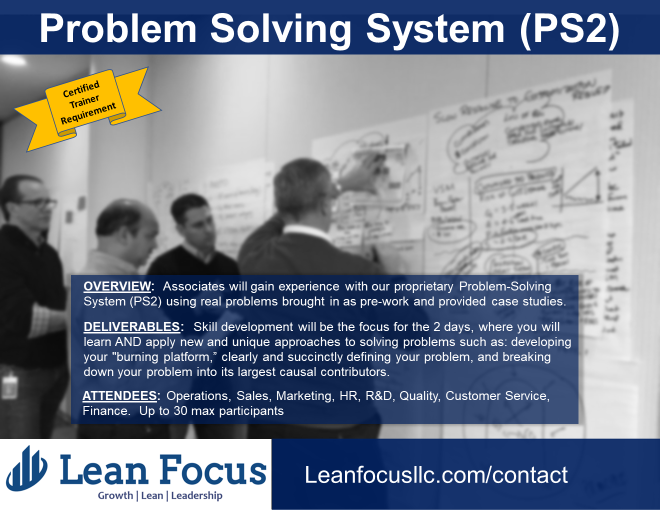 Problem Solving System (PS2)
Certified
Trainer
Requirement
OVERVIEW: Associates will gain experience with our proprietary Problem-Solving
System (PS2) using real problems brought in as pre-work and provided case studies.
DELIVERABLES: Skill development will be the focus for the 2 days, where you will
learn AND apply new and unique approaches to solving problems such as: developing
your "burning platform,” clearly and succinctly defining your problem, and breaking
down your problem into its largest causal contributors.
ATTENDEES: Operations, Sales, Marketing, HR, R&D, Quality, Customer Service,
Finance. Up to 30 max participants
Lean Focus
Growth | Lean | Leadership
Leanfocusllc.com/contact